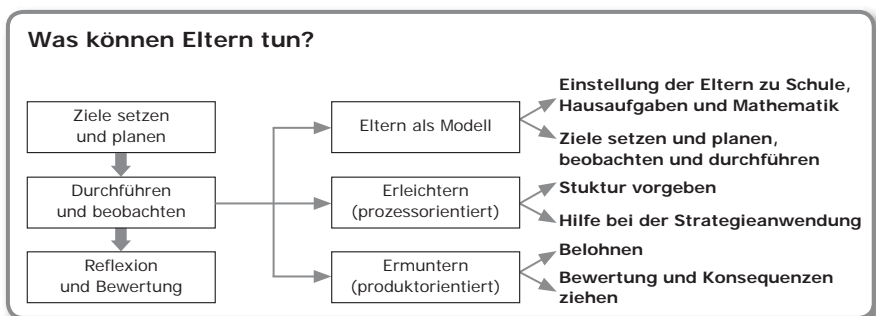 Was können Eltern tun?
Ziele setzen
und planen
Durchführen
und beobachten
Reflexion
und Bewertung
Eltern als Modell
Erleichtern
(prozessorientiert)
Ermuntern
(produktorientiert)
Einstellung der Eltern zu Schule,
Hausaufgaben und Mathematik
Ziele setzen und planen,
beobachten und durchführen
Stuktur vorgeben
Hilfe bei der Strategieanwendung
Belohnen
Bewertung und Konsequenzen
ziehen